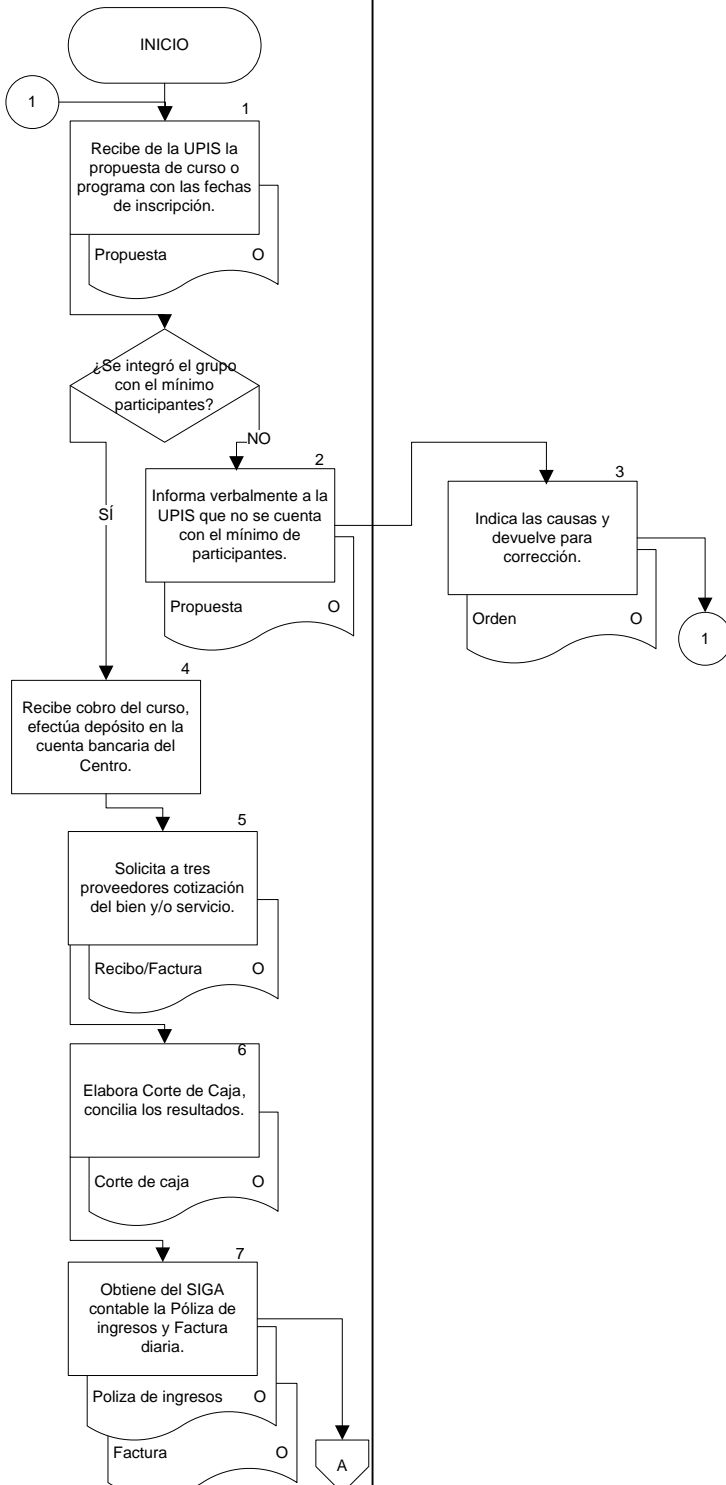 INICIO
1
1
Recibe de la UPIS la
propuesta de curso o
programa con las fechas
de inscripción.
Propuesta O
¿Se integró el grupo
con el mínimo
participantes?
NO
SÍ
2
Informa verbalmente a la
UPIS que no se cuenta
con el mínimo de
participantes.
Propuesta O
3
Indica las causas y
devuelve para
corrección.
Orden O
1
4
Recibe cobro del curso,
efectúa depósito en la
cuenta bancaria del
Centro.
5
Solicita a tres
proveedores cotización
del bien y/o servicio.
Recibo/Factura O
6
Elabora Corte de Caja,
concilia los resultados.
Corte de caja O
7
Obtiene del SIGA
contable la Póliza de
ingresos y Factura
diaria.
Poliza de ingresos O
Factura O
A